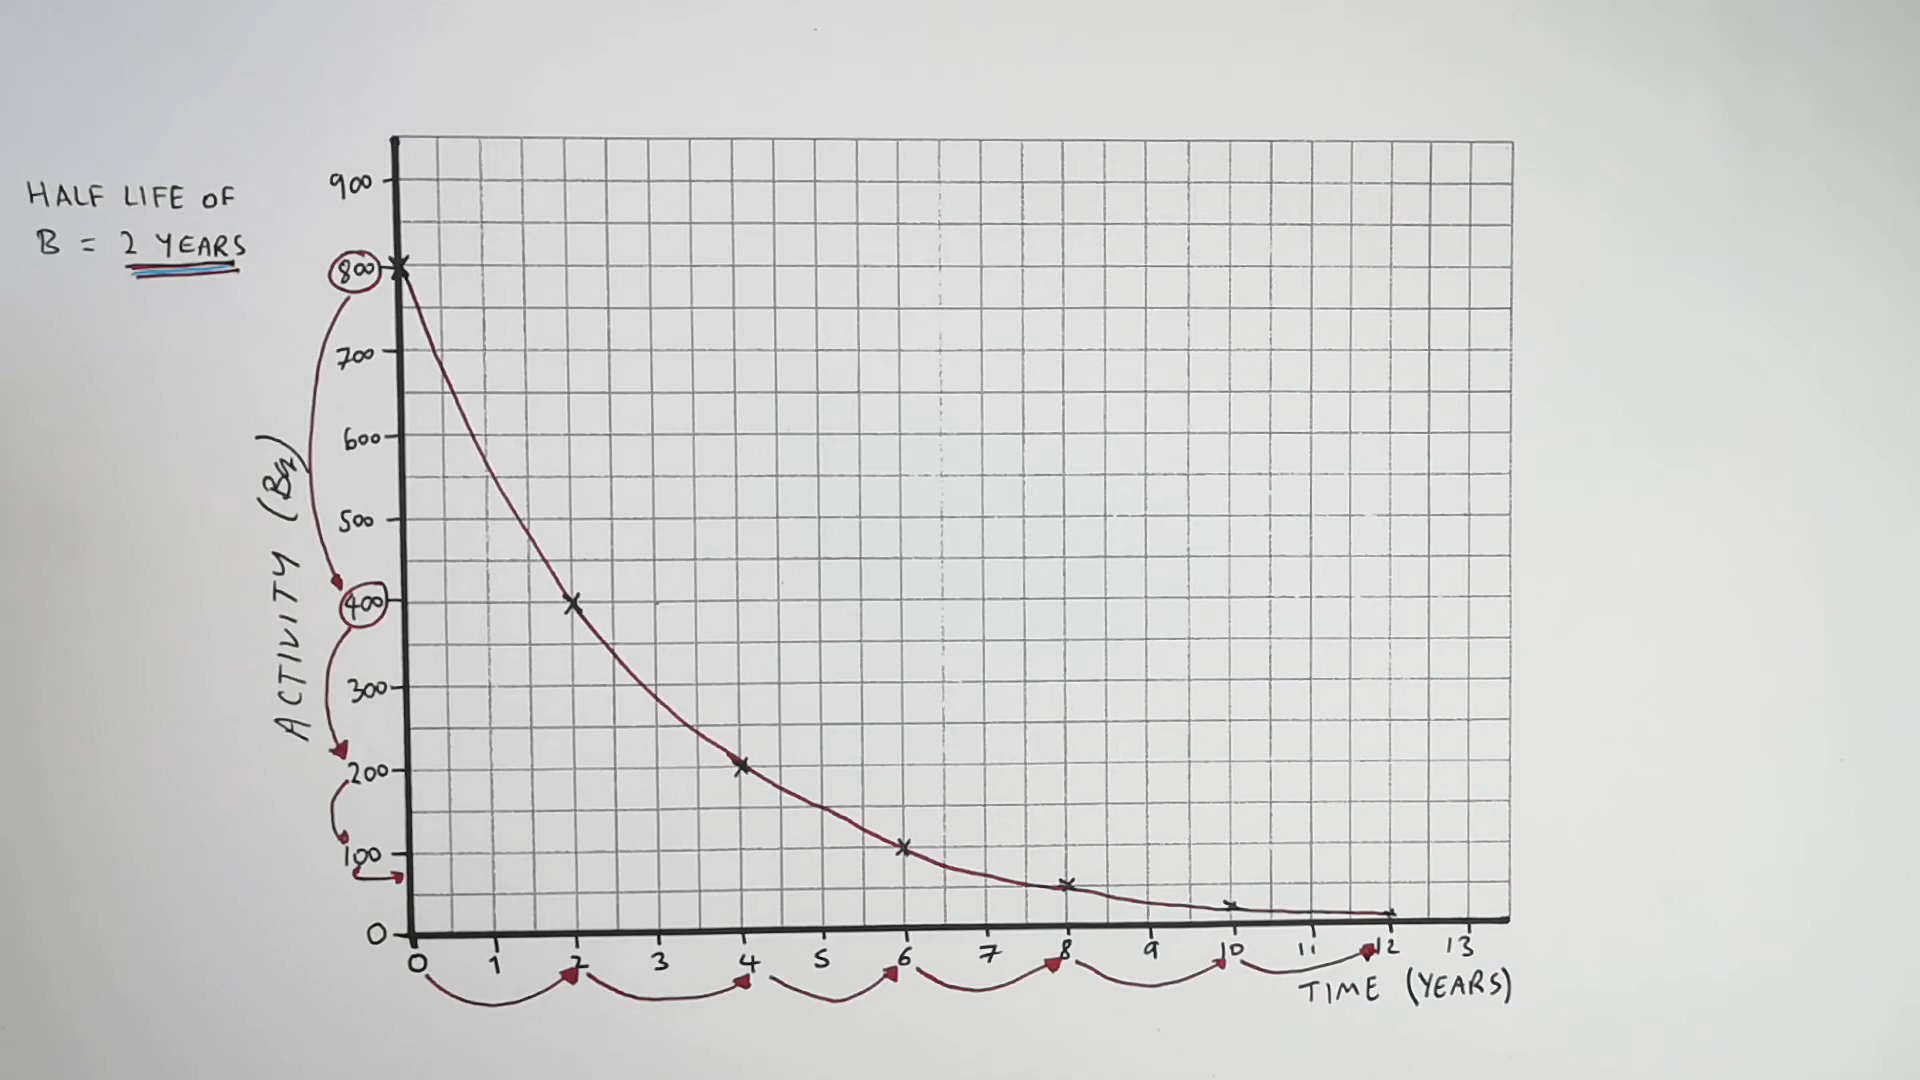 HALF LIFE OF
B = 2 YEARS
ACTIVITY (Bq)
900
800
700
600
500
400
300
200
100
0
0 1 2 3 4 5 6 7 8 9 10 11 12 13
TIME (YEARS)